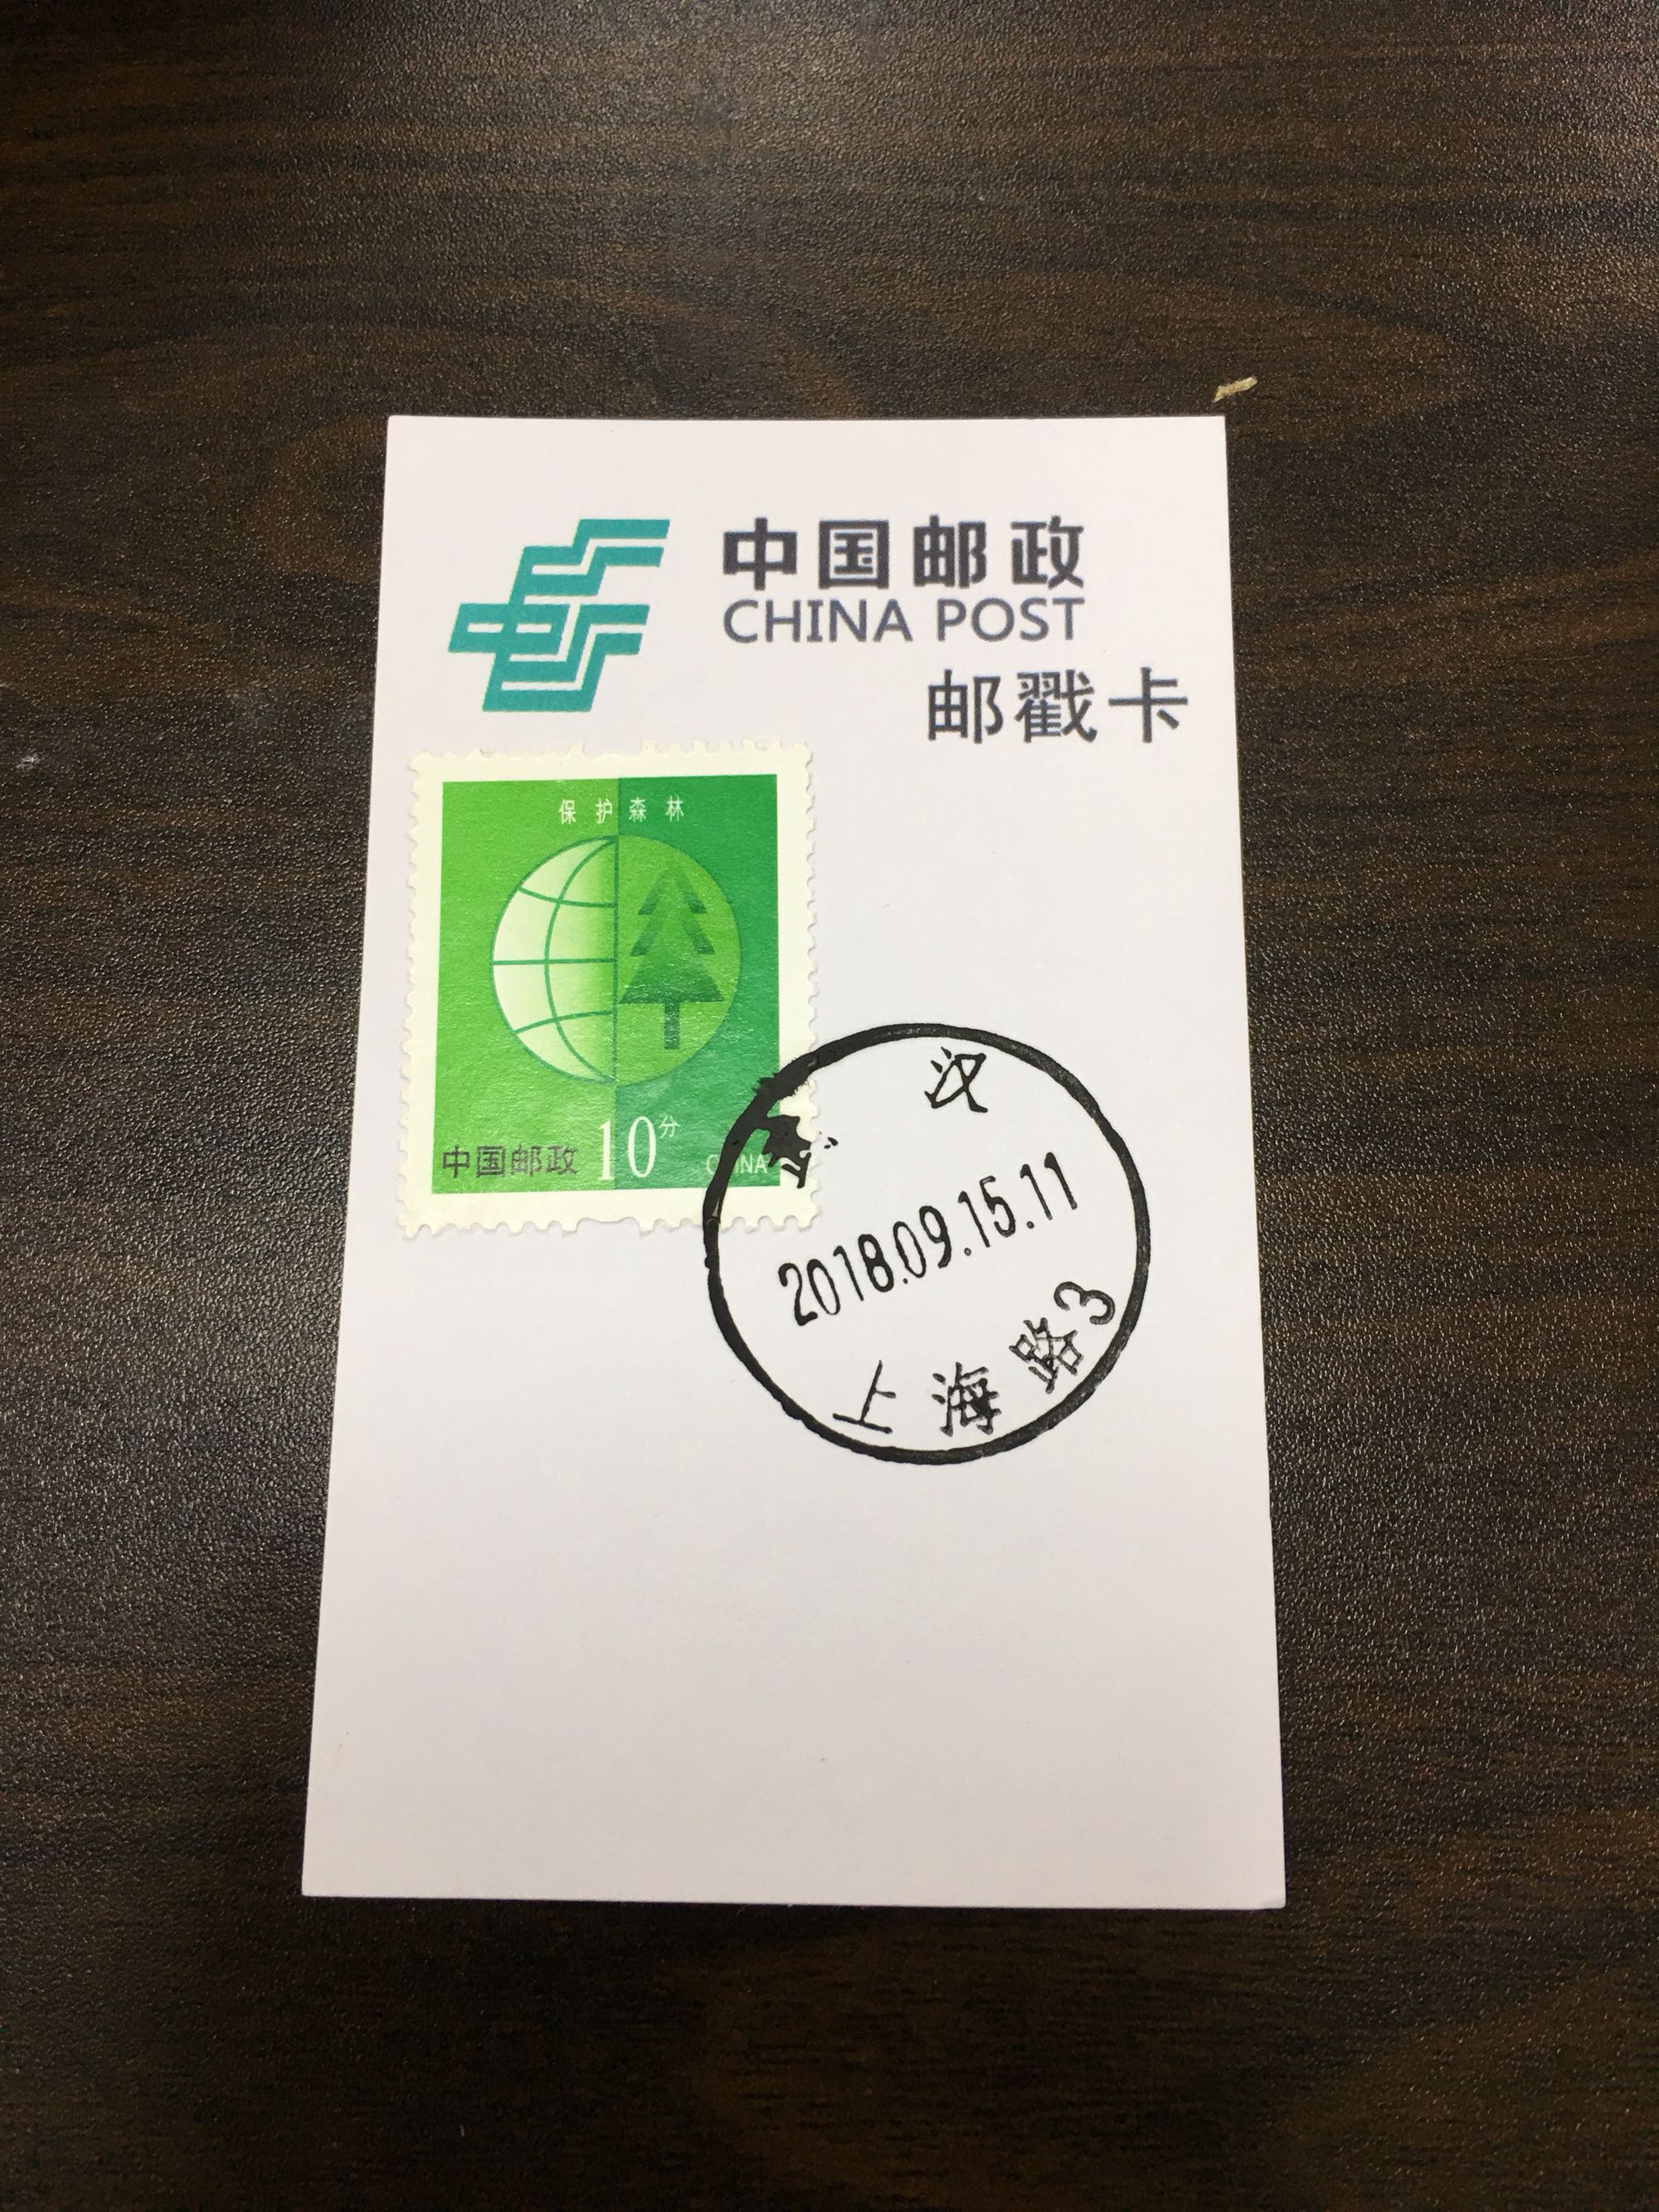 中国邮政
CHINA POST
邮戳卡
保护森林
中国邮政 10分 CHINA
汉
2018.09.15.11
上海路3